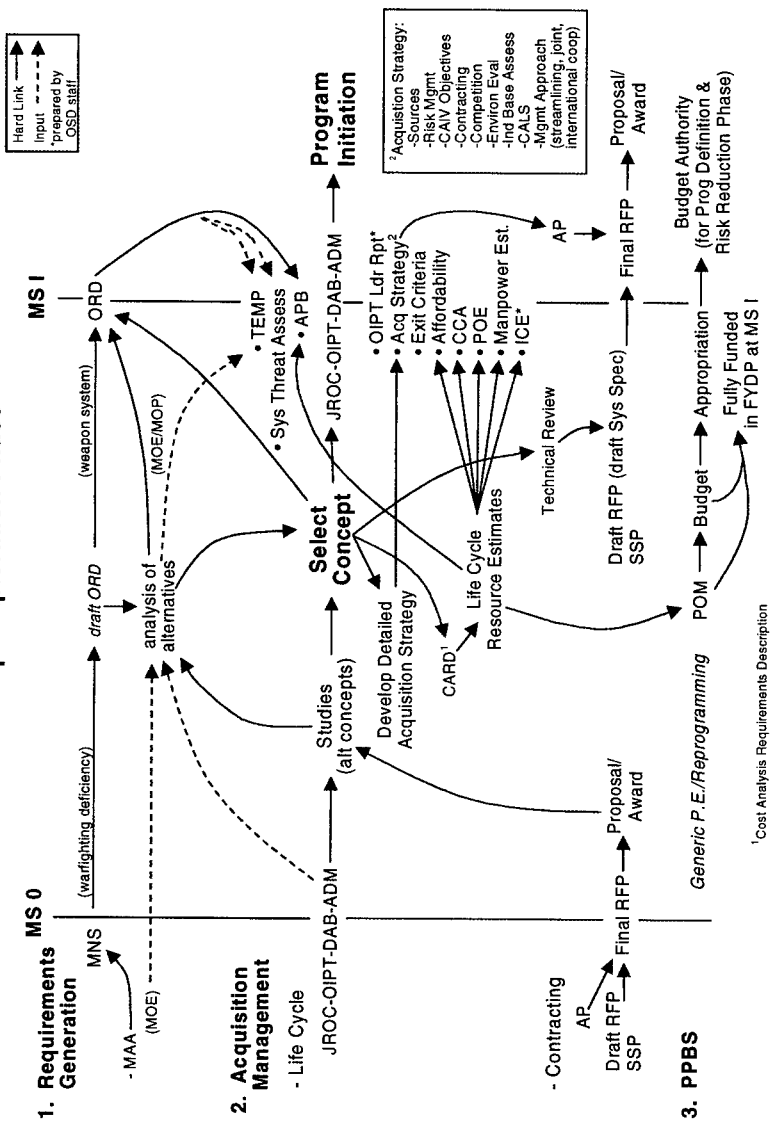 Hard Link
Input
*prepared by
OSD staff
MS 0
MS I
1. Requirements
Generation
MNS
(warfighting deficiency)
draft ORD
(weapon system)
ORD
- MAA
(MOE)
analysis of
alternatives
(MOE/MOP)
• TEMP
• Sys Threat Assess
• APB
2. Acquisition
Management
- Life Cycle
JROC-OIPT-DAB-ADM
Studies
(alt concepts)
Select
Concept
JROC-OIPT-DAB-ADM
Program
Initiation
Develop Detailed
Acquisition Strategy
CARD¹
Life Cycle
Resource Estimates
• OIPT Ldr Rpt*
• Acq Strategy²
• Exit Criteria
• Affordability
• CCA
• POE
• Manpower Est.
• ICE*
²Acquistion Strategy:
-Sources
-Risk Mgmt
-CAIV Objectives
-Contracting
-Competition
-Environ Eval
-Ind Base Assess
-CALS
-Mgmt Approach
(streamlining, joint,
international coop)
Technical Review
- Contracting
AP
Draft RFP
SSP
Final RFP
Proposal/
Award
Draft RFP (draft Sys Spec)
SSP
AP
Final RFP
Proposal/
Award
3. PPBS
Generic P.E./Reprogramming
POM
Budget
Appropriation
Budget Authority
(for Prog Definition &
Risk Reduction Phase)
Fully Funded
in FYDP at MS I
¹Cost Analysis Requirements Description